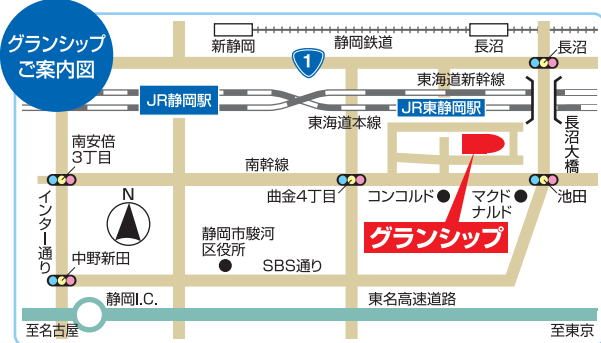 グランシップ
ご案内図
新静岡
静岡鉄道
長沼
長沼
1
東海道新幹線
JR静岡駅
JR東静岡駅
東海道本線
長沼大橋
南安倍
3丁目
南幹線
曲金4丁目
コンコルド
マクド
ナルド
池田
グランシップ
インター通り
N
静岡市駿河
区役所
中野新田
SBS通り
静岡I.C.
東名高速道路
至名古屋
至東京